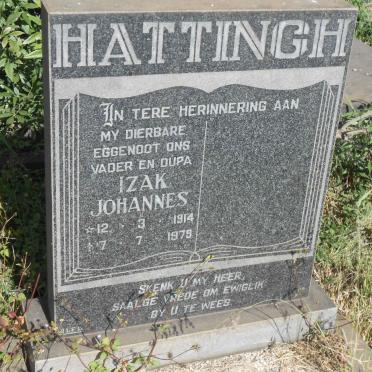 HATTINGH
IN TERE HERINNERING AAN
MY DIERBARE
EGGENOOT ONS
VADER EN OUPA
IZAK
JOHANNES
*12 · 3 · 1914
†7 · 7 · 1979
SKENK U MY HEER,
SAALGE VREDE OM EWIGLIK
BY U TE WEES.